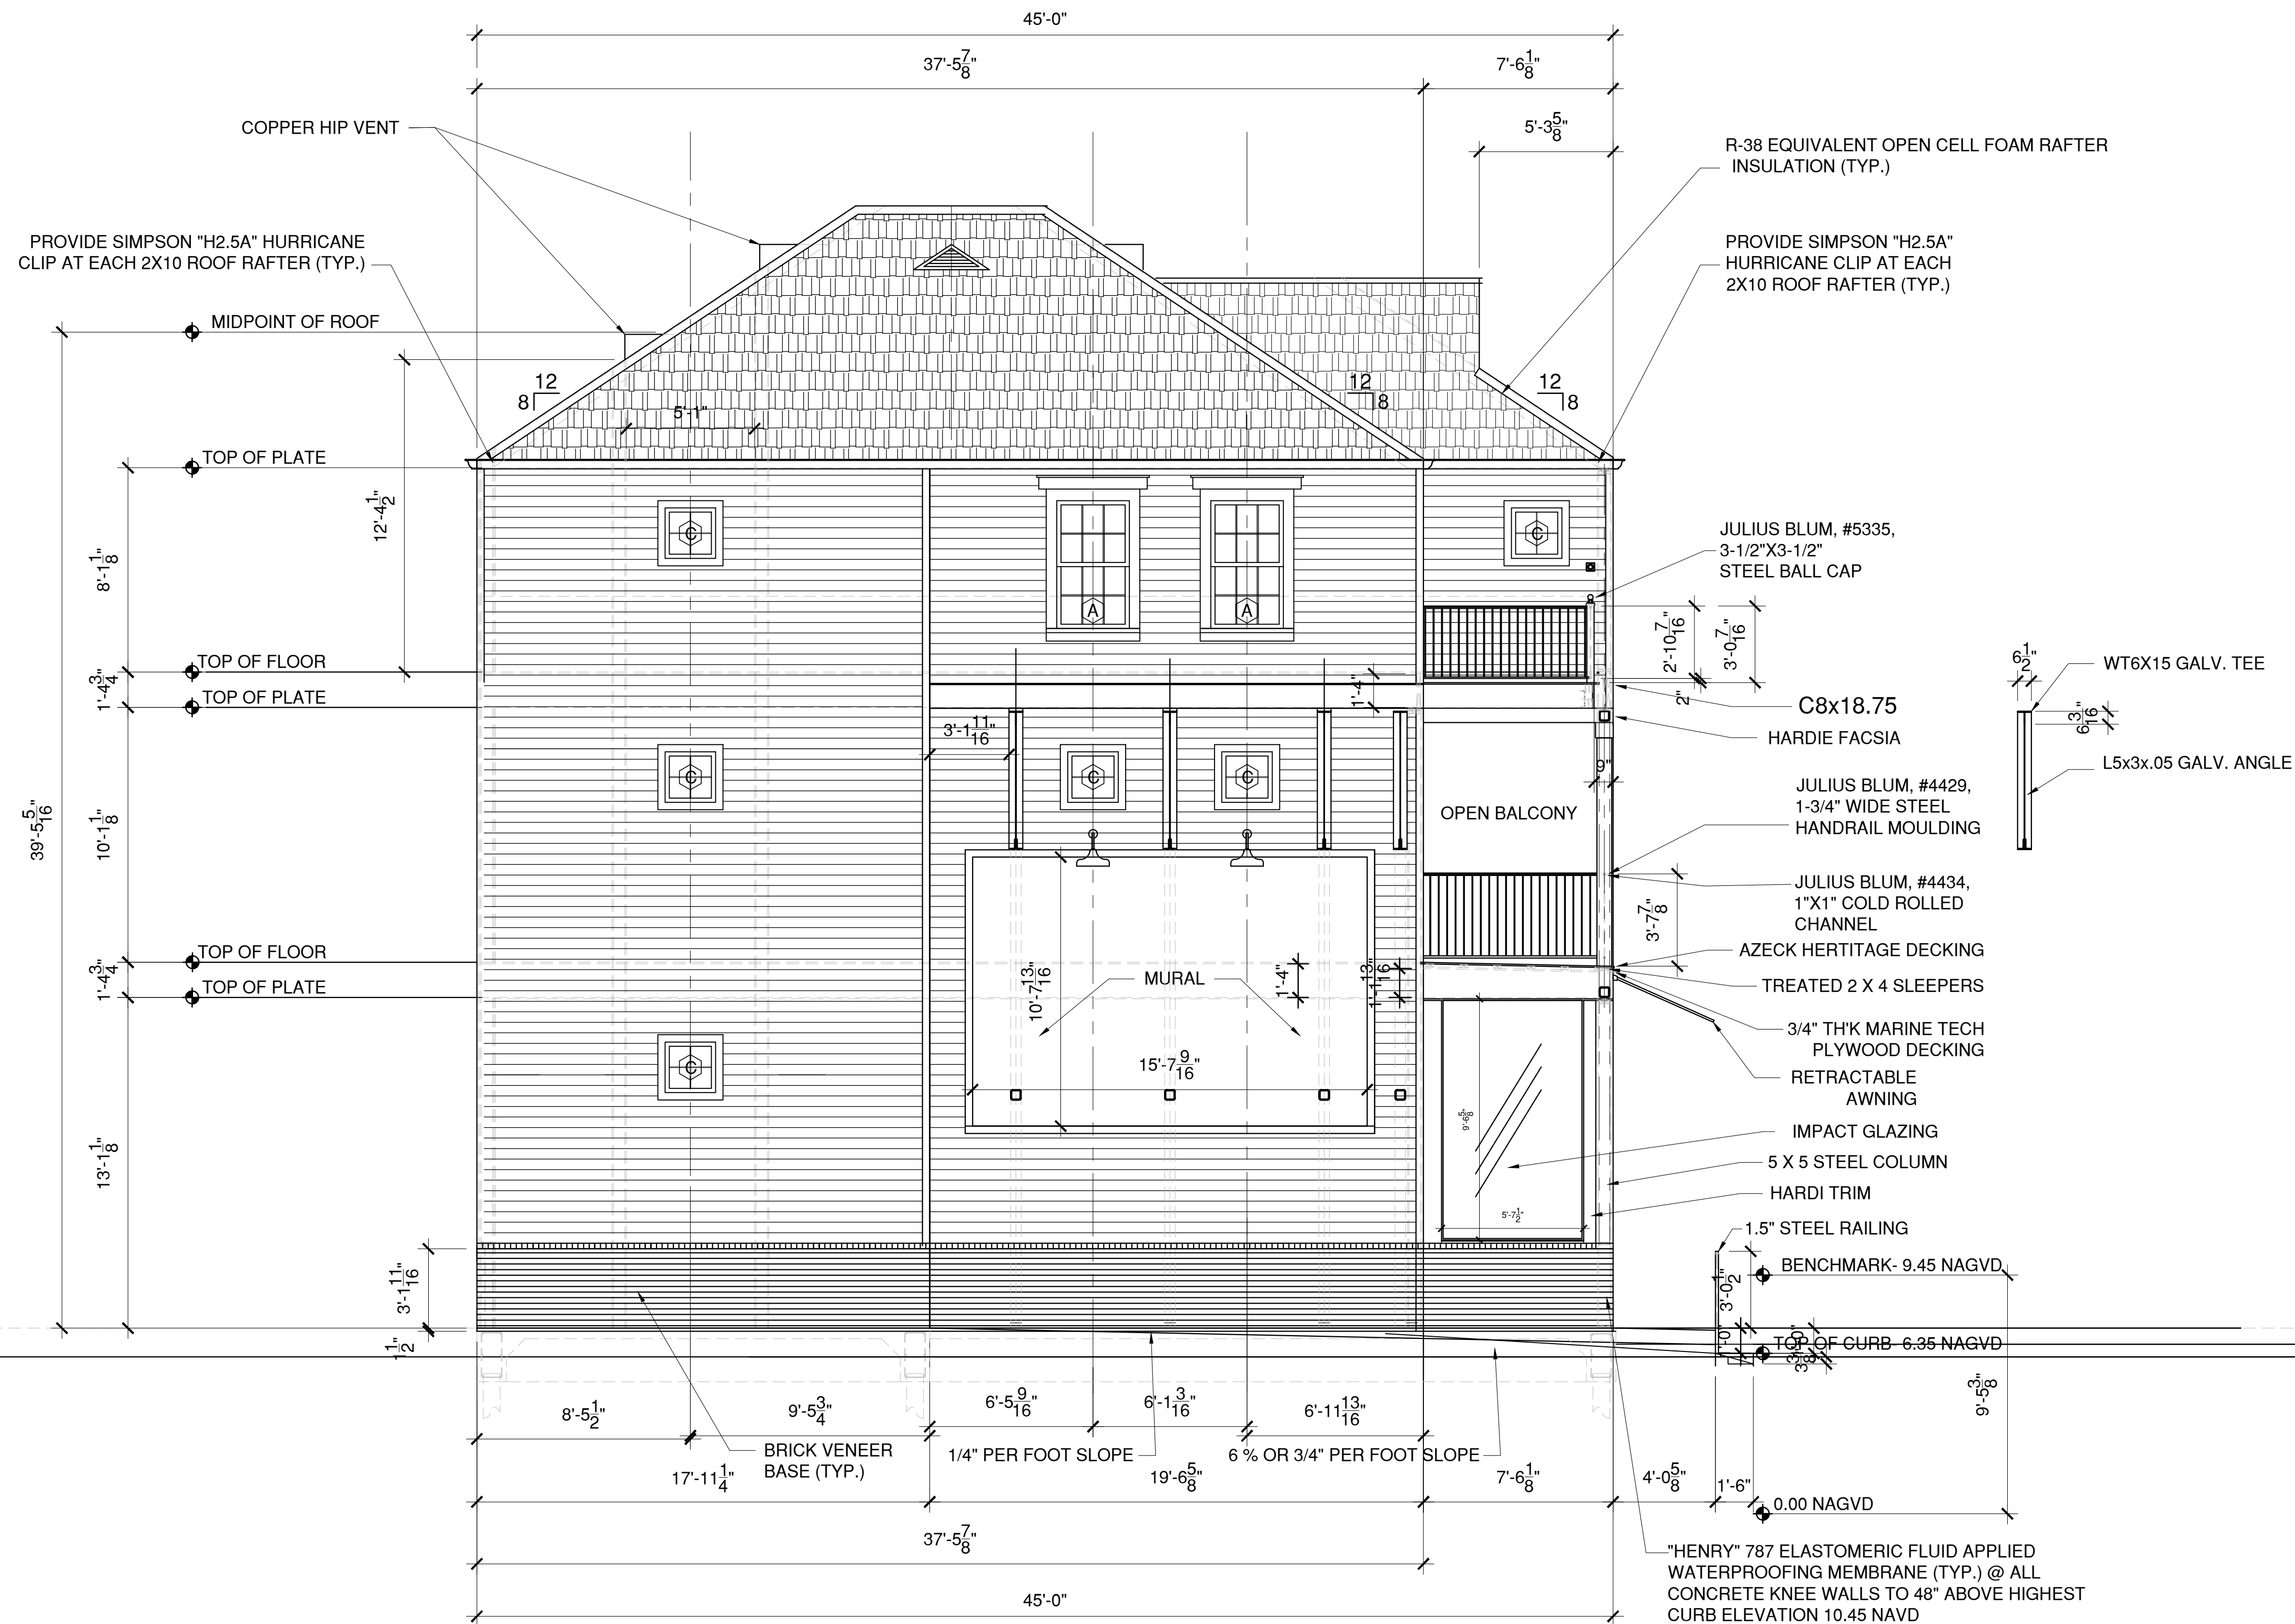 45'-0"
37'-5 7/8"
7'-6 1/8"
5'-3 5/8"
COPPER HIP VENT
R-38 EQUIVALENT OPEN CELL FOAM RAFTER
INSULATION (TYP.)
PROVIDE SIMPSON "H2.5A" HURRICANE
CLIP AT EACH 2X10 ROOF RAFTER (TYP.)
PROVIDE SIMPSON "H2.5A"
HURRICANE CLIP AT EACH
2X10 ROOF RAFTER (TYP.)
MIDPOINT OF ROOF
12
8
12
8
12
8
5'-1"
TOP OF PLATE
12'-4 1/2"
8'-1 1/8"
C
C
A
A
JULIUS BLUM, #5335,
3-1/2"X3-1/2"
STEEL BALL CAP
2'-10 7/16"
3'-0 7/16"
2"
TOP OF FLOOR
1'-4 3/4"
TOP OF PLATE
1'-4"
C8x18.75
HARDIE FACSIA
6 1/2"
WT6X15 GALV. TEE
6 3/16"
L5x3x.05 GALV. ANGLE
3'-1 11/16"
C
C
C
9"
OPEN BALCONY
JULIUS BLUM, #4429,
1-3/4" WIDE STEEL
HANDRAIL MOULDING
39'-5 5/16"
10'-1 1/8"
JULIUS BLUM, #4434,
1"X1" COLD ROLLED
CHANNEL
3'-7 7/8"
AZECK HERTITAGE DECKING
TOP OF FLOOR
1'-4 3/4"
TOP OF PLATE
10'-7 13/16"
MURAL
1'-4"
1'-1 13/16"
TREATED 2 X 4 SLEEPERS
3/4" TH'K MARINE TECH
PLYWOOD DECKING
C
15'-7 9/16"
RETRACTABLE
AWNING
9'-6 5/8"
IMPACT GLAZING
13'-1 1/8"
5 X 5 STEEL COLUMN
HARDI TRIM
5'-7 1/2"
1.5" STEEL RAILING
BENCHMARK- 9.45 NAGVD
3'-1 11/16"
3'-0 1/2"
1 1/2"
TOP OF CURB- 6.35 NAGVD
9'-5 3/8"
8'-5 1/2"
9'-5 3/4"
6'-5 9/16"
6'-1 3/16"
6'-11 13/16"
BRICK VENEER
BASE (TYP.)
1/4" PER FOOT SLOPE
6 % OR 3/4" PER FOOT SLOPE
17'-11 1/4"
19'-6 5/8"
7'-6 1/8"
4'-0 5/8"
1'-6"
0.00 NAGVD
37'-5 7/8"
"HENRY" 787 ELASTOMERIC FLUID APPLIED
WATERPROOFING MEMBRANE (TYP.) @ ALL
CONCRETE KNEE WALLS TO 48" ABOVE HIGHEST
CURB ELEVATION 10.45 NAVD
45'-0"